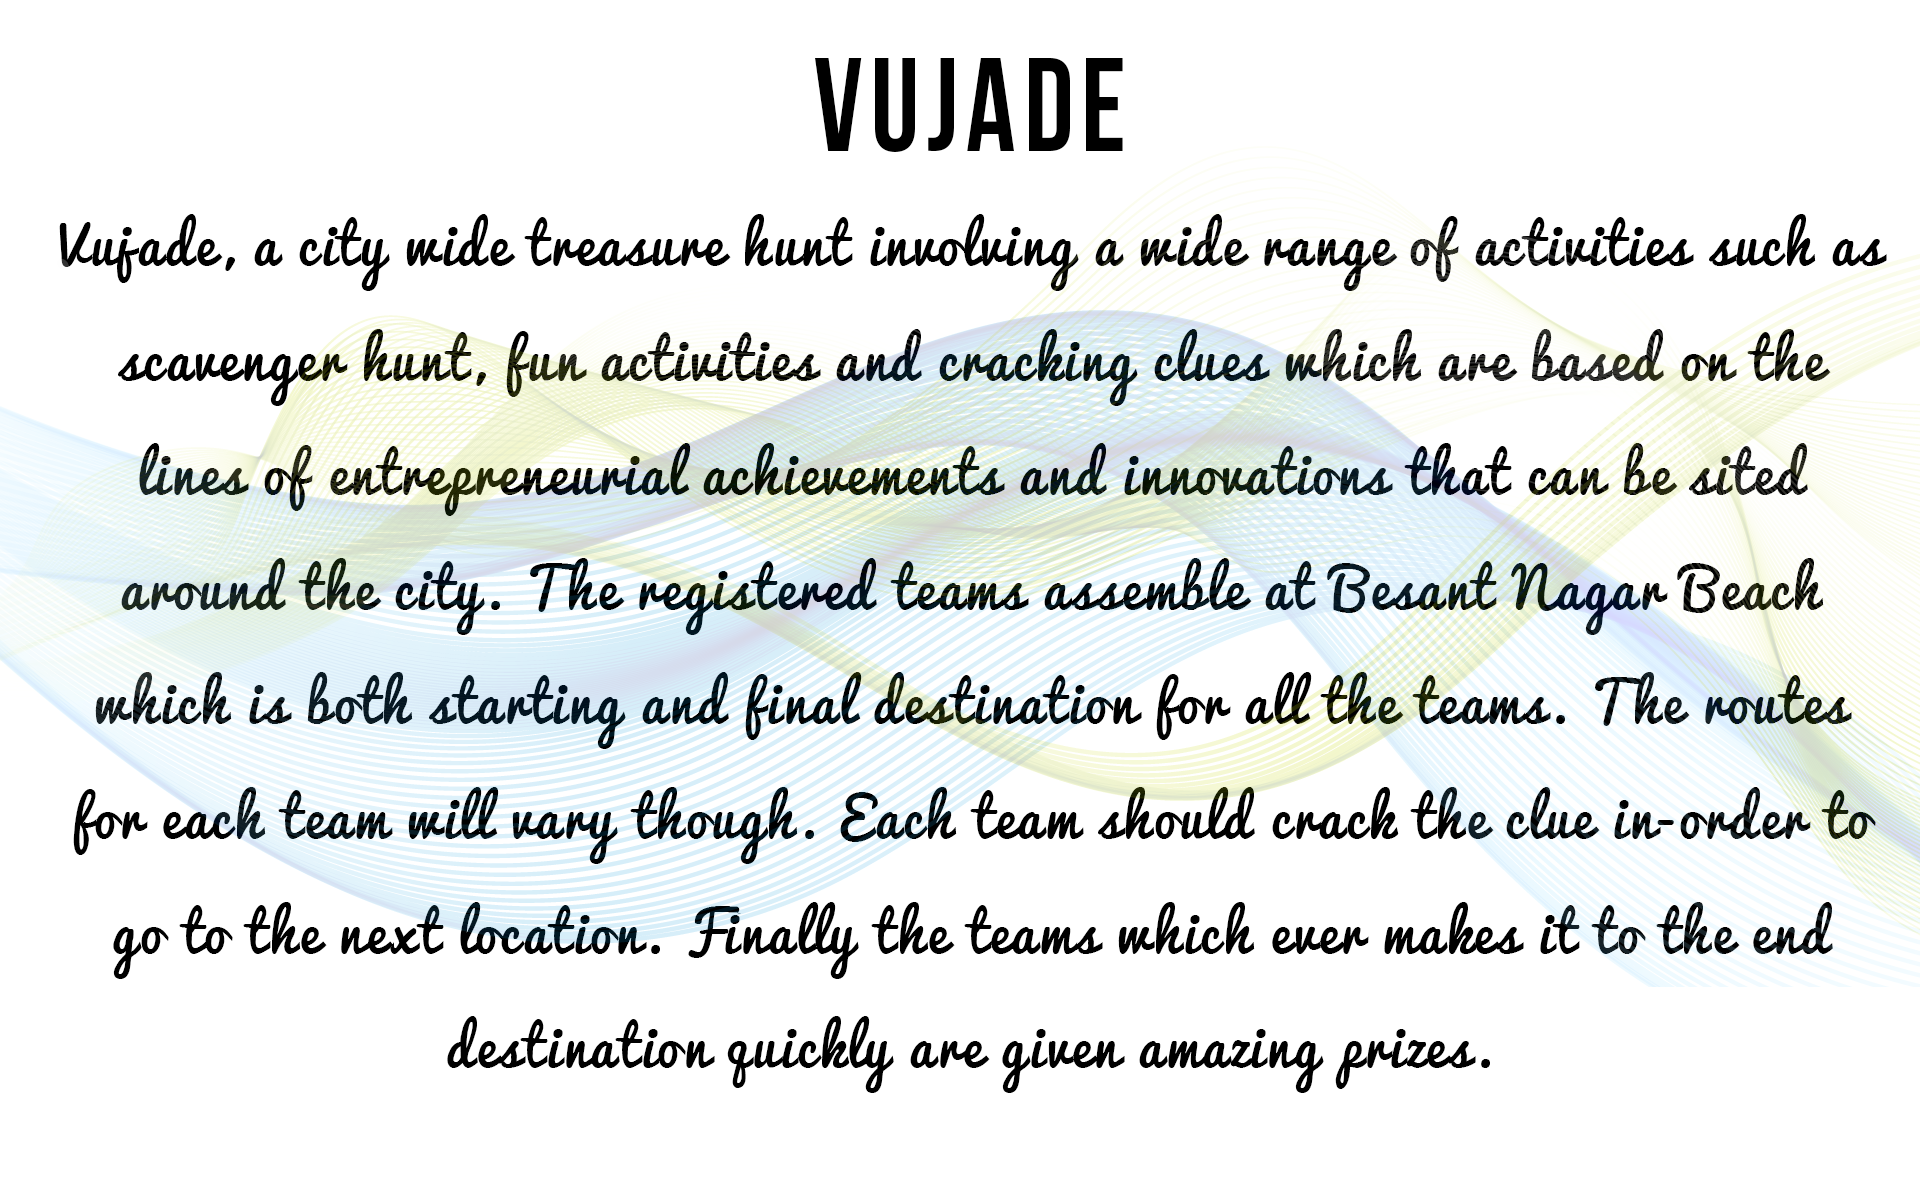 VUJADE
Vujade, a city wide treasure hunt involving a wide range of activities such as
scavenger hunt, fun activities and cracking clues which are based on the
lines of entrepreneurial achievements and innovations that can be sited
around the city. The registered teams assemble at Besant Nagar Beach
which is both starting and final destination for all the teams. The routes
for each team will vary though. Each team should crack the clue in-order to
go to the next location. Finally the teams which ever makes it to the end
destination quickly are given amazing prizes.